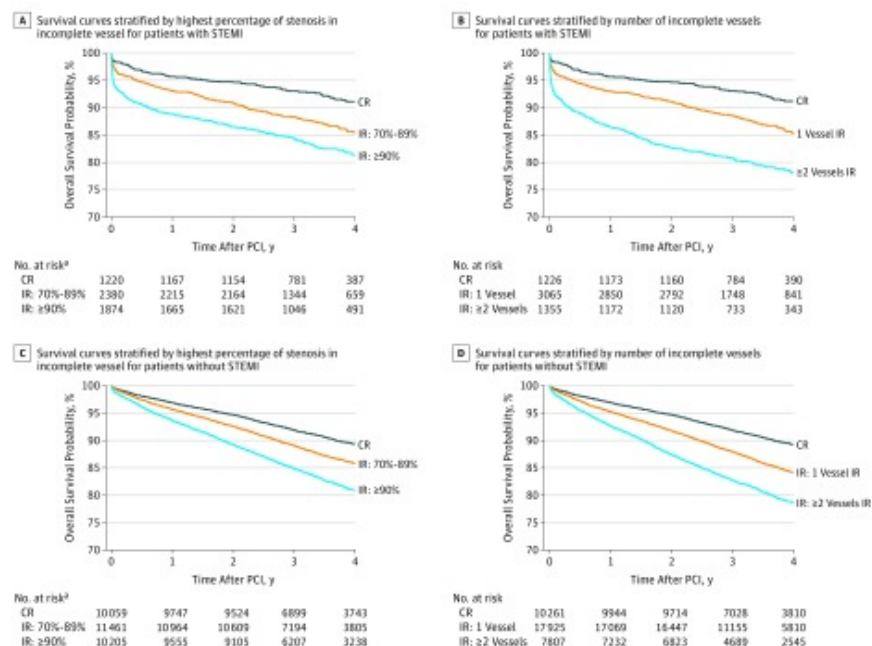 A Survival curves stratified by highest percentage of stenosis in
incomplete vessel for patients with STEMI
Overall Survival Probability, %
100
95
90
85
80
75
70
CR
IR: 70%-89%
IR: ≥90%
0 1 2 3 4
Time After PCI, y
No. at riskª
CR 1220 1167 1154 781 387
IR: 70%-89% 2380 2215 2164 1344 659
IR: ≥90% 1874 1665 1621 1046 491
B Survival curves stratified by number of incomplete vessels
for patients with STEMI
Overall Survival Probability, %
100
95
90
85
80
75
70
CR
1 Vessel IR
≥2 Vessels IR
0 1 2 3 4
Time After PCI, y
No. at risk
CR 1226 1173 1160 784 390
IR: 1 Vessel 3065 2850 2792 1748 841
IR: ≥2 Vessels 1355 1172 1120 733 343
C Survival curves stratified by highest percentage of stenosis in
incomplete vessel for patients without STEMI
Overall Survival Probability, %
100
95
90
85
80
75
70
CR
IR: 70%-89%
IR: ≥90%
0 1 2 3 4
Time After PCI, y
No. at riskª
CR 10059 9747 9524 6899 3743
IR: 70%-89% 11461 10964 10609 7194 3805
IR: ≥90% 10205 9555 9105 6207 3238
D Survival curves stratified by number of incomplete vessels
for patients without STEMI
Overall Survival Probability, %
100
95
90
85
80
75
70
CR
IR: 1 Vessel IR
IR: ≥2 Vessels IR
0 1 2 3 4
Time After PCI, y
No. at risk
CR 10261 9944 9714 7028 3810
IR: 1 Vessel 17925 17069 16447 11155 5810
IR: ≥2 Vessels 7807 7232 6823 4689 2545